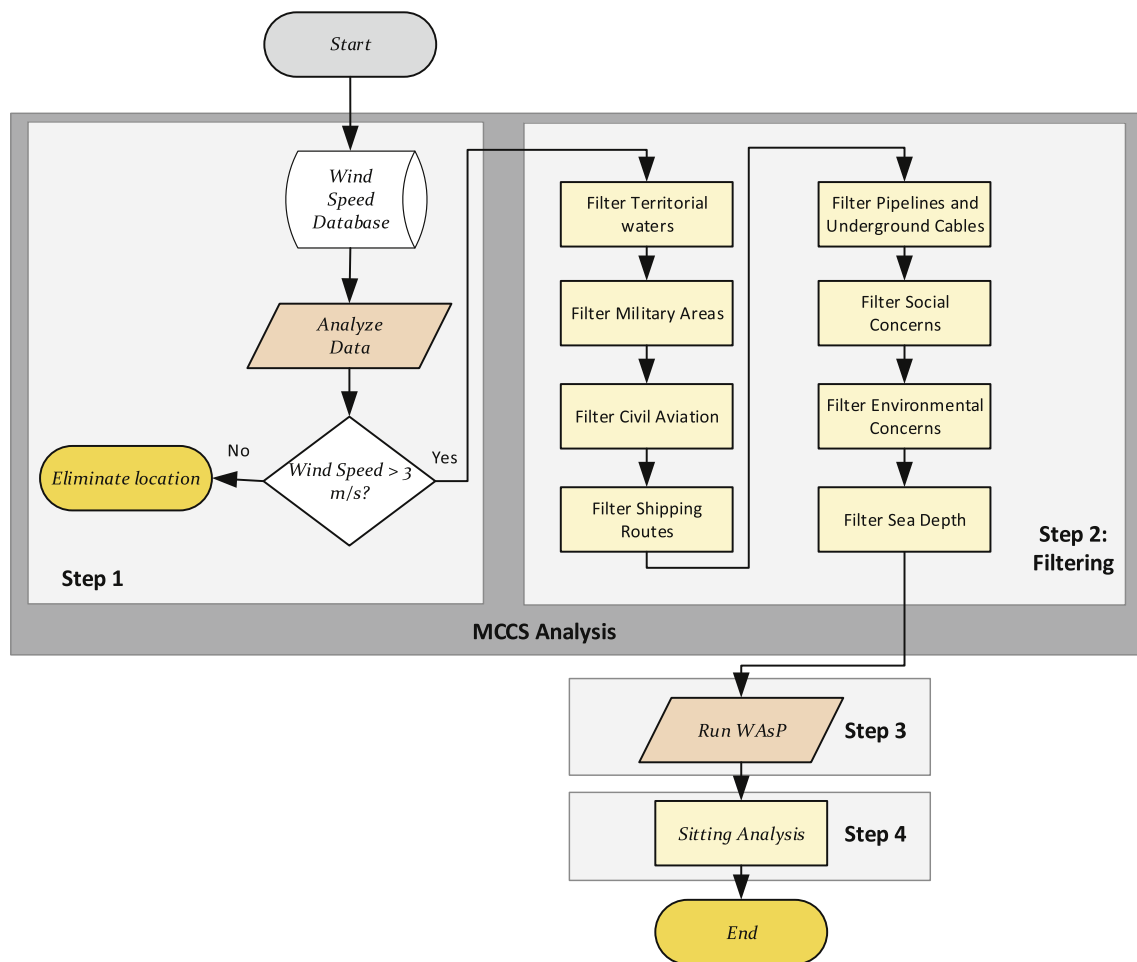 Start
Wind
Speed
Database
Analyze
Data
Wind Speed > 3
m/s?
No
Yes
Eliminate location
Step 1
Filter Territorial
waters
Filter Military Areas
Filter Civil Aviation
Filter Shipping
Routes
Filter Pipelines and
Underground Cables
Filter Social
Concerns
Filter Environmental
Concerns
Filter Sea Depth
Step 2:
Filtering
MCCS Analysis
Run WAsP
Step 3
Sitting Analysis
Step 4
End